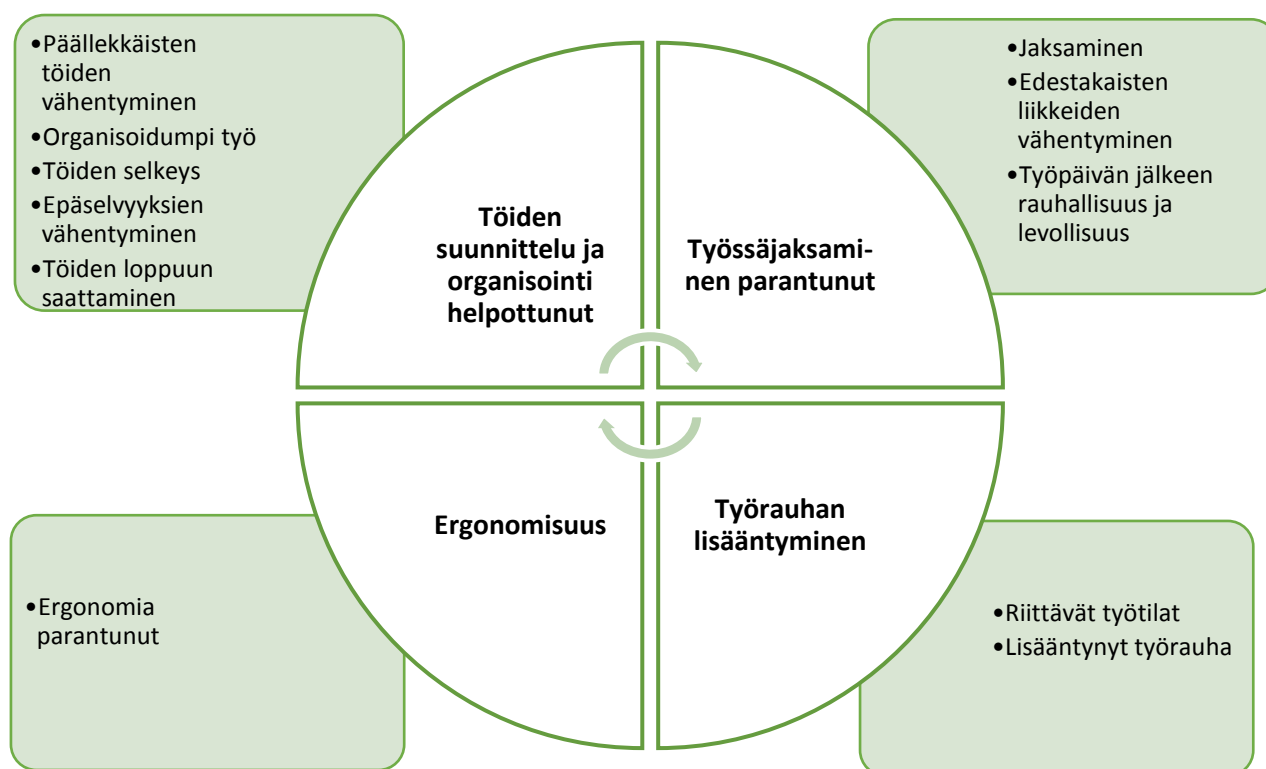 •Päällekkäisten
töiden
vähentyminen
•Organisoidumpi työ
•Töiden selkeys
•Epäselvyyksien
vähentyminen
•Töiden loppuun
saattaminen
•Jaksaminen
•Edestakaisten
liikkeiden
vähentyminen
•Työpäivän jälkeen
rauhallisuus ja
levollisuus
Töiden
suunnittelu ja
organisointi
helpottunut
Työssäjaksami-
nen parantunut
Ergonomisuus
Työrauhan
lisääntyminen
•Ergonomia
parantunut
•Riittävät työtilat
•Lisääntynyt työrauha